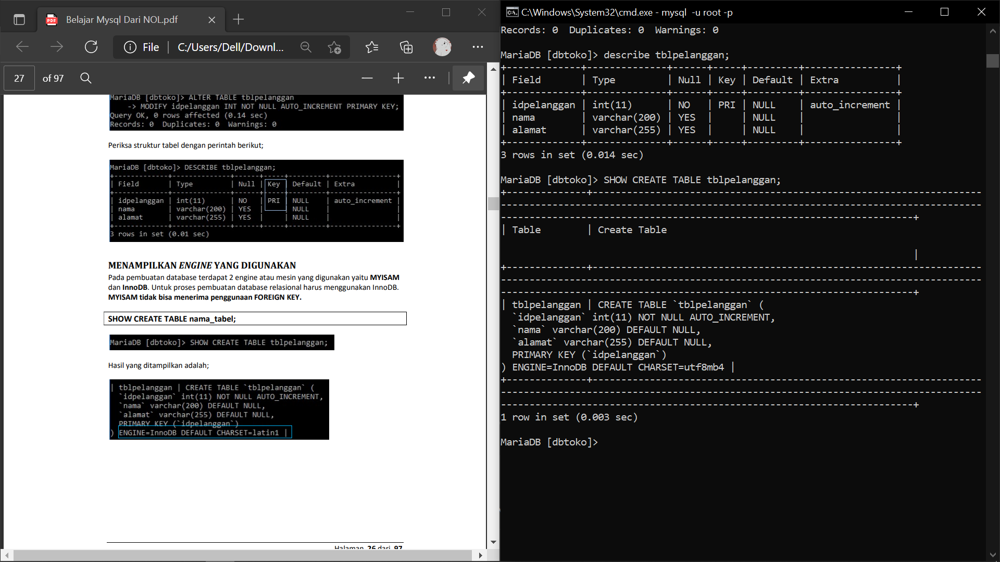 Belajar Mysql Dari NOL.pdf
File
C:/Users/Dell/Downl...
27
of 97
MariaDB [dbtoko]> ALTER TABLE tblpelanggan
-> MODIFY idpelanggan INT NOT NULL AUTO_INCREMENT PRIMARY KEY;
Query OK, 0 rows affected (0.14 sec)
Records: 0  Duplicates: 0  Warnings: 0
Periksa struktur tabel dengan perintah berikut;
MariaDB [dbtoko]> DESCRIBE tblpelanggan;
| Field | Type | Null | Key | Default | Extra |
| idpelanggan | int(11) | NO | PRI | NULL | auto_increment |
| nama | varchar(200) | YES | | NULL | |
| alamat | varchar(255) | YES | | NULL | |
3 rows in set (0.01 sec)
MENAMPILKAN ENGINE YANG DIGUNAKAN
Pada pembuatan database terdapat 2 engine atau mesin yang digunakan yaitu MYISAM
dan InnoDB. Untuk proses pembuatan database relasional harus menggunakan InnoDB.
MYISAM tidak bisa menerima penggunaan FOREIGN KEY.
SHOW CREATE TABLE nama_tabel;
MariaDB [dbtoko]> SHOW CREATE TABLE tblpelanggan;
Hasil yang ditampilkan adalah;
| tblpelanggan | CREATE TABLE `tblpelanggan` (
`idpelanggan` int(11) NOT NULL AUTO_INCREMENT,
`nama` varchar(200) DEFAULT NULL,
`alamat` varchar(255) DEFAULT NULL,
PRIMARY KEY (`idpelanggan`)
) ENGINE=InnoDB DEFAULT CHARSET=latin1 |
Halaman 26 dari 97
C:\Windows\System32\cmd.exe - mysql  -u root -p
Records: 0  Duplicates: 0  Warnings: 0
MariaDB [dbtoko]> describe tblpelanggan;
| Field | Type | Null | Key | Default | Extra |
| idpelanggan | int(11) | NO | PRI | NULL | auto_increment |
| nama | varchar(200) | YES | | NULL | |
| alamat | varchar(255) | YES | | NULL | |
3 rows in set (0.014 sec)
MariaDB [dbtoko]> SHOW CREATE TABLE tblpelanggan;
| Table | Create Table
|
| tblpelanggan | CREATE TABLE `tblpelanggan` (
`idpelanggan` int(11) NOT NULL AUTO_INCREMENT,
`nama` varchar(200) DEFAULT NULL,
`alamat` varchar(255) DEFAULT NULL,
PRIMARY KEY (`idpelanggan`)
) ENGINE=InnoDB DEFAULT CHARSET=utf8mb4 |
1 row in set (0.003 sec)
MariaDB [dbtoko]>